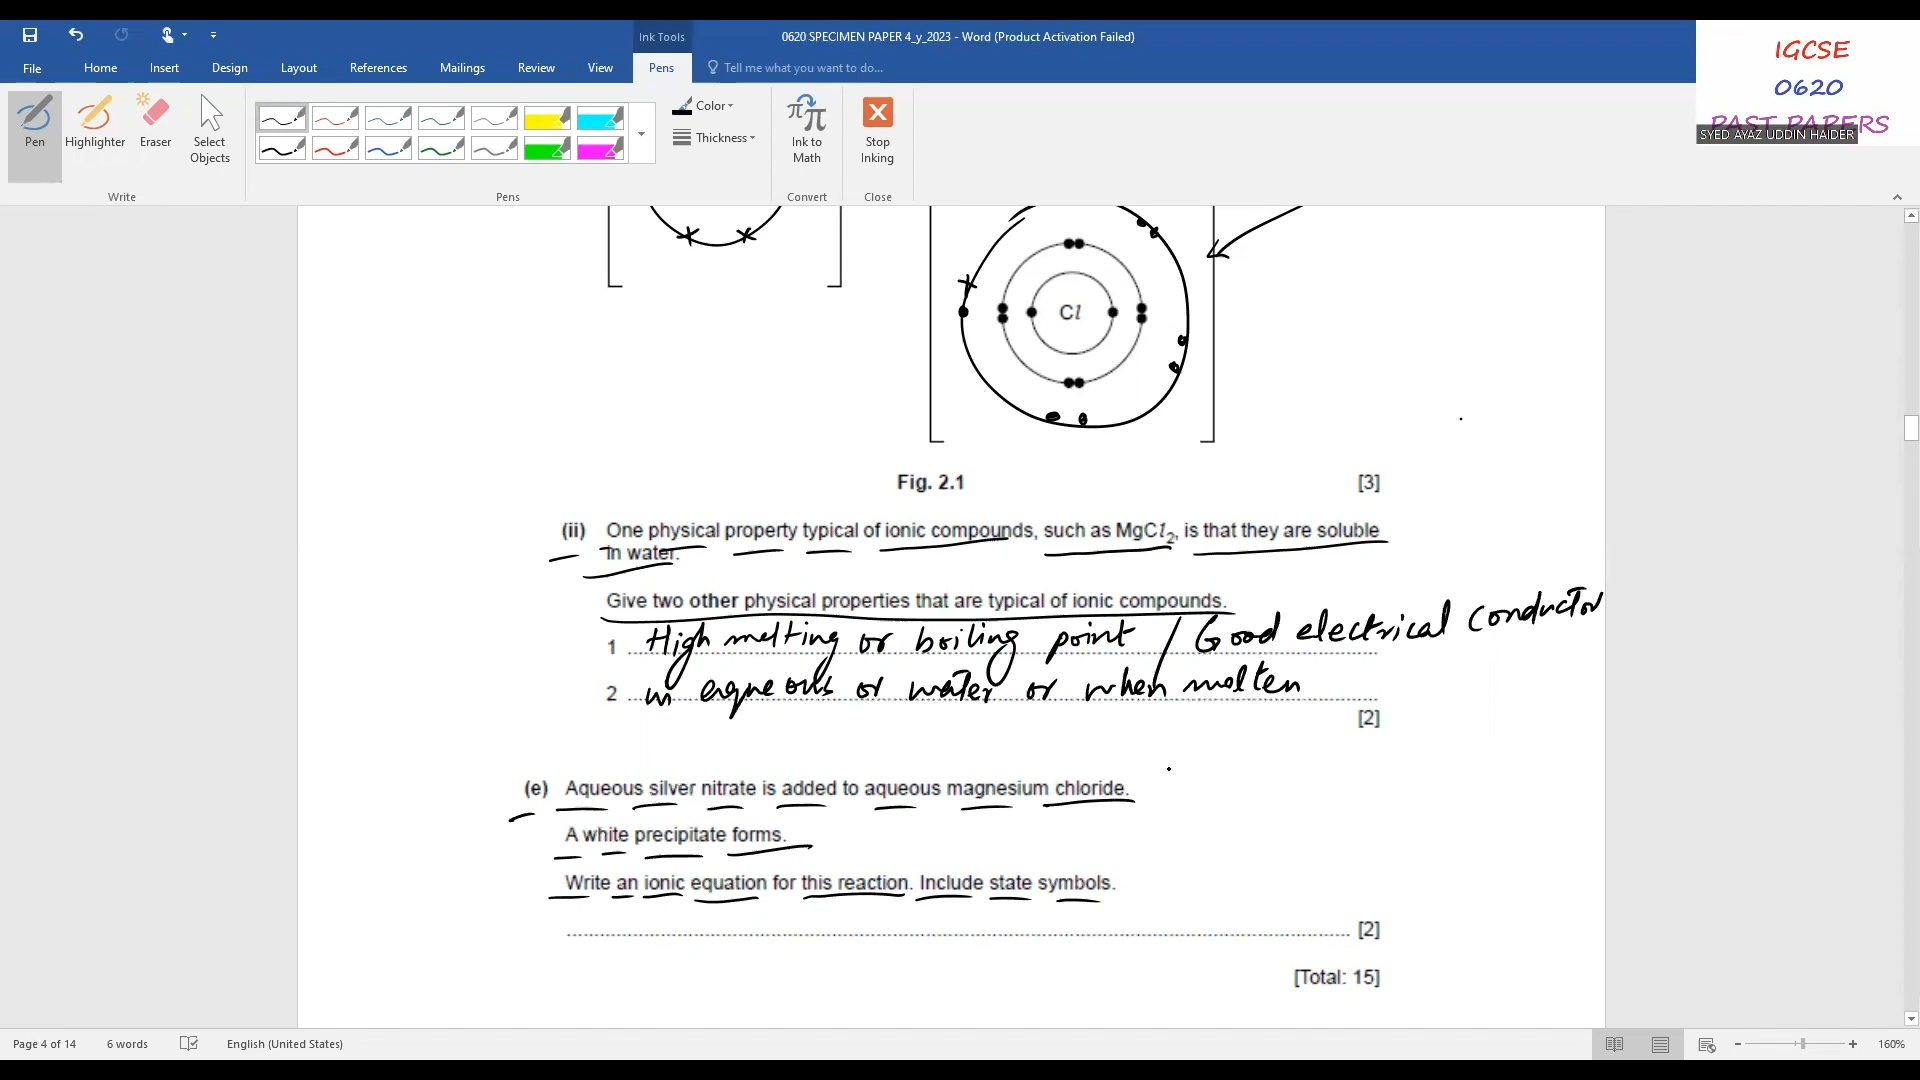 Ink Tools
0620 SPECIMEN PAPER 4_y_2023 - Word (Product Activation Failed)
IGCSE
0620
PAST PAPERS
SYED AYAZ UDDIN HAIDER
File Home Insert Design Layout References Mailings Review View Pens Tell me what you want to do...
Pen Highlighter Eraser Select Objects
Color
Thickness
Ink to Math
Stop Inking
Write Pens Convert Close
Cl
Fig. 2.1 [3]
(ii) One physical property typical of ionic compounds, such as MgCl₂, is that they are soluble
in water.
Give two other physical properties that are typical of ionic compounds.
1 High melting or boiling point / Good electrical conductor
2 in aqueous or water or when molten
[2]
(e) Aqueous silver nitrate is added to aqueous magnesium chloride.
A white precipitate forms.
Write an ionic equation for this reaction. Include state symbols.
[2]
[Total: 15]
Page 4 of 14 6 words English (United States) 160%